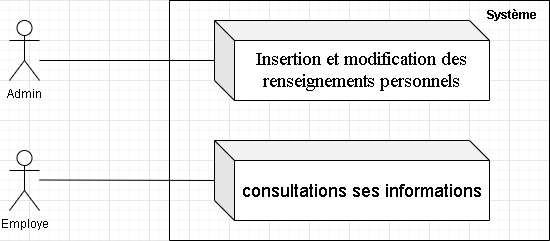 Système
Insertion et modification des
renseignements personnels
Admin
consultations ses informations
Employe